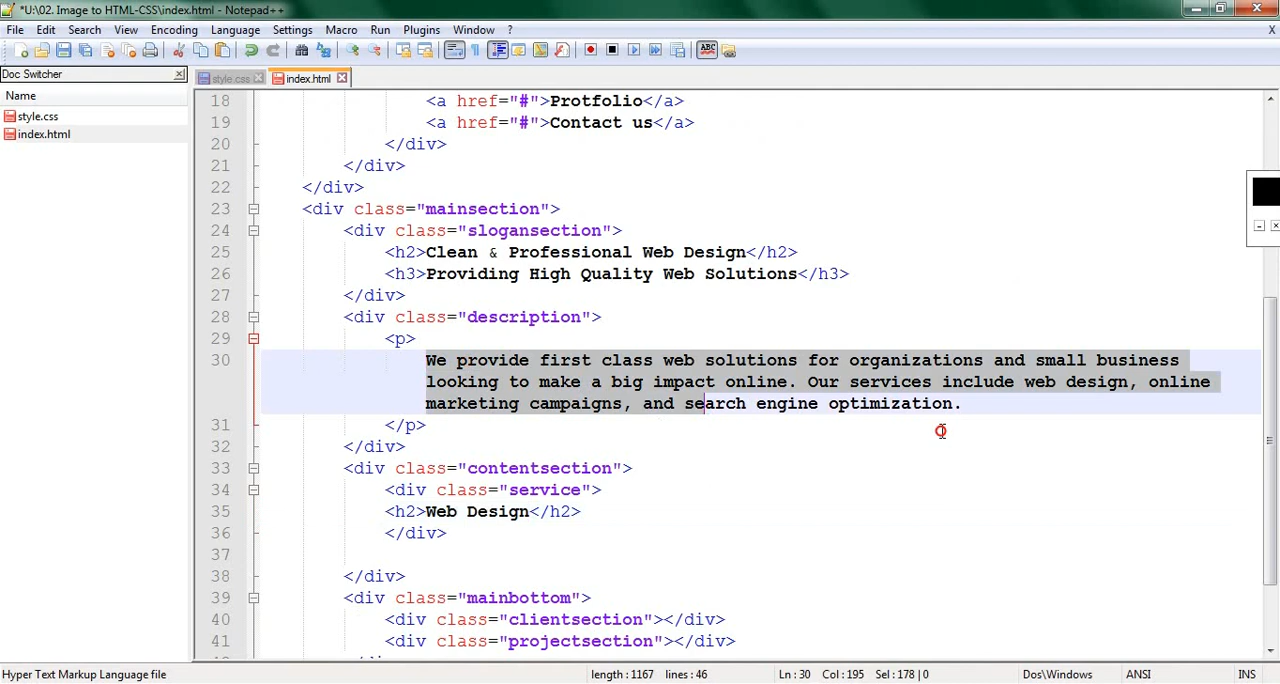 *U:\02. Image to HTML-CSS\index.html - Notepad++
File Edit Search View Encoding Language Settings Macro Run Plugins Window ? X
ABC
Doc Switcher
style.css index.html
Name
style.css
index.html
18 <a href="#">Protfolio</a>
19 <a href="#">Contact us</a>
20 </div>
21 </div>
22 </div>
23 <div class="mainsection">
24 <div class="slogansection">
25 <h2>Clean & Professional Web Design</h2>
26 <h3>Providing High Quality Web Solutions</h3>
27 </div>
28 <div class="description">
29 <p>
30 We provide first class web solutions for organizations and small business
looking to make a big impact online. Our services include web design, online
marketing campaigns, and search engine optimization.
31 </p>
32 </div>
33 <div class="contentsection">
34 <div class="service">
35 <h2>Web Design</h2>
36 </div>
37
38 </div>
39 <div class="mainbottom">
40 <div class="clientsection"></div>
41 <div class="projectsection"></div>
Hyper Text Markup Language file length : 1167 lines : 46 Ln : 30 Col : 195 Sel : 178 | 0 Dos\Windows ANSI INS